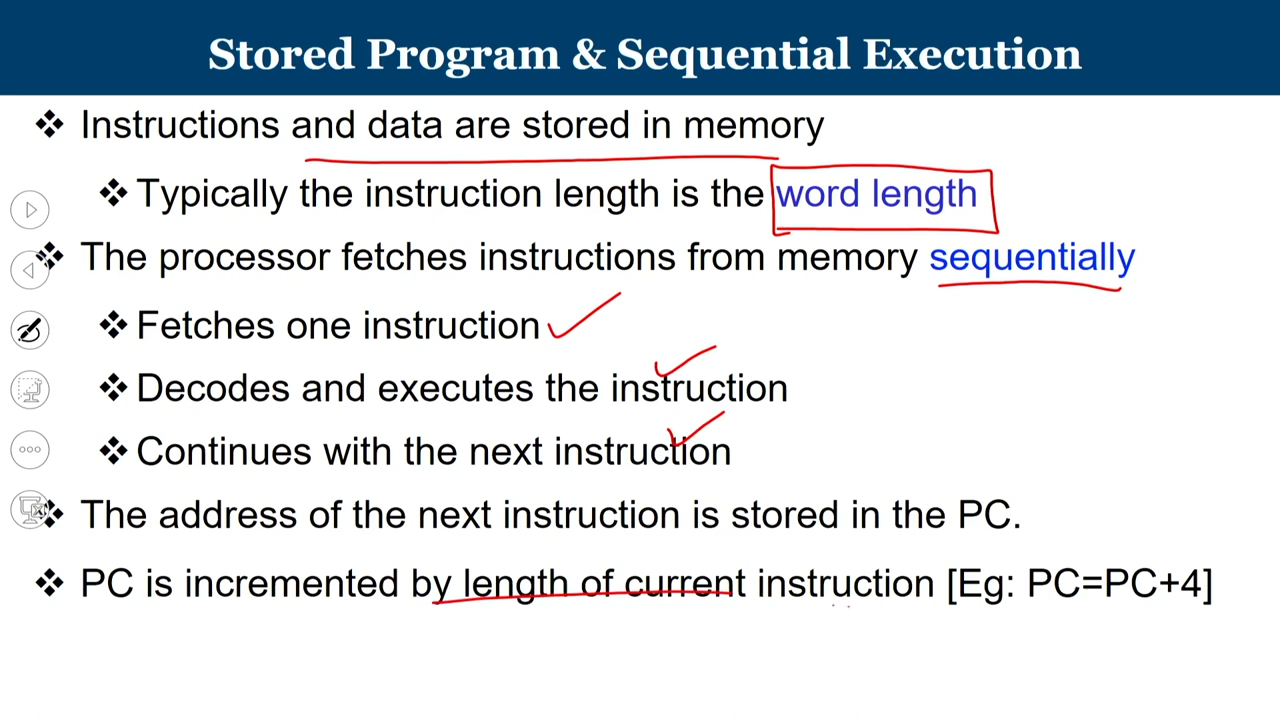 Stored Program & Sequential Execution
❖ Instructions and data are stored in memory
❖ Typically the instruction length is the word length
❖ The processor fetches instructions from memory sequentially
❖ Fetches one instruction
❖ Decodes and executes the instruction
❖ Continues with the next instruction
❖ The address of the next instruction is stored in the PC.
❖ PC is incremented by length of current instruction [Eg: PC=PC+4]